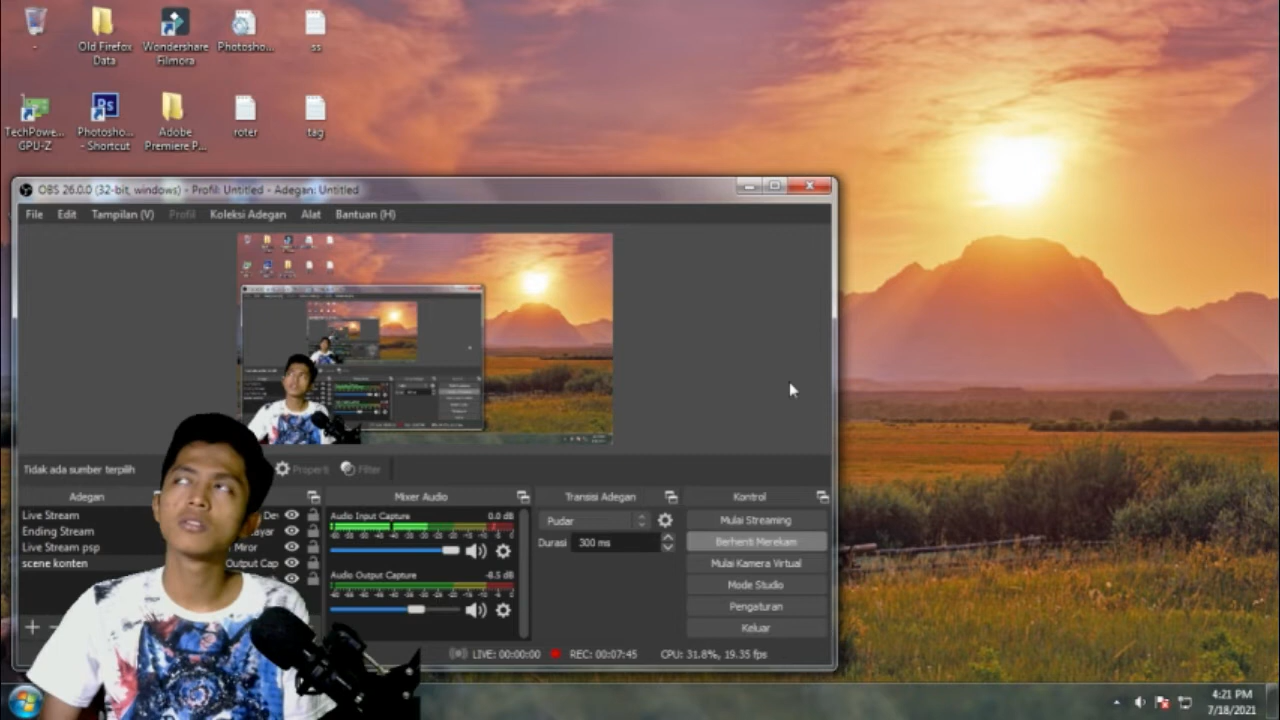 -
Old Firefox
Data
Wondershare
Filmora
Photosho...
ss
TechPowe...
GPU-Z
Photosho...
- Shortcut
Adobe
Premiere P...
roter
tag
OBS 26.0.0 (32-bit, windows) - Profil: Untitled - Adegan: Untitled
File Edit Tampilan (V) Profil Koleksi Adegan Alat Bantuan (H)
Tidak ada sumber terpilih
Properti Filter
Adegan
Live Stream
Ending Stream
Live Stream psp
scene konten
Miror
Output Cap
Mixer Audio
Audio Input Capture 0.0 dB
Audio Output Capture
Transisi Adegan
Pudar
Durasi 300 ms
Kontrol
Mulai Streaming
Berhenti Merekam
Mulai Kamera Virtual
Mode Studio
Pengaturan
Keluar
LIVE: 00:00:00 REC: 00:07:45 CPU: 31.8%, 19.35 fps
4:21 PM
7/18/2021